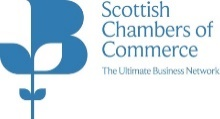 Scottish
Chambers of
Commerce
The Ultimate Business Network